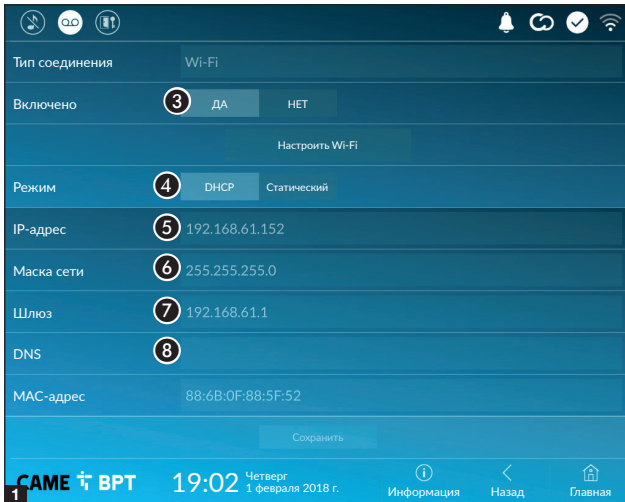 Тип соединения Wi-Fi
Включено 3 ДА НЕТ
Настроить Wi-Fi
Режим 4 DHCP Статический
IP-адрес 5 192.168.61.152
Маска сети 6 255.255.255.0
Шлюз 7 192.168.61.1
DNS 8
MAC-адрес 88:6B:0F:88:5F:52
Сохранить
CAME BPT 19:02 Четверг
1 февраля 2018 г.
Информация Назад Главная
1